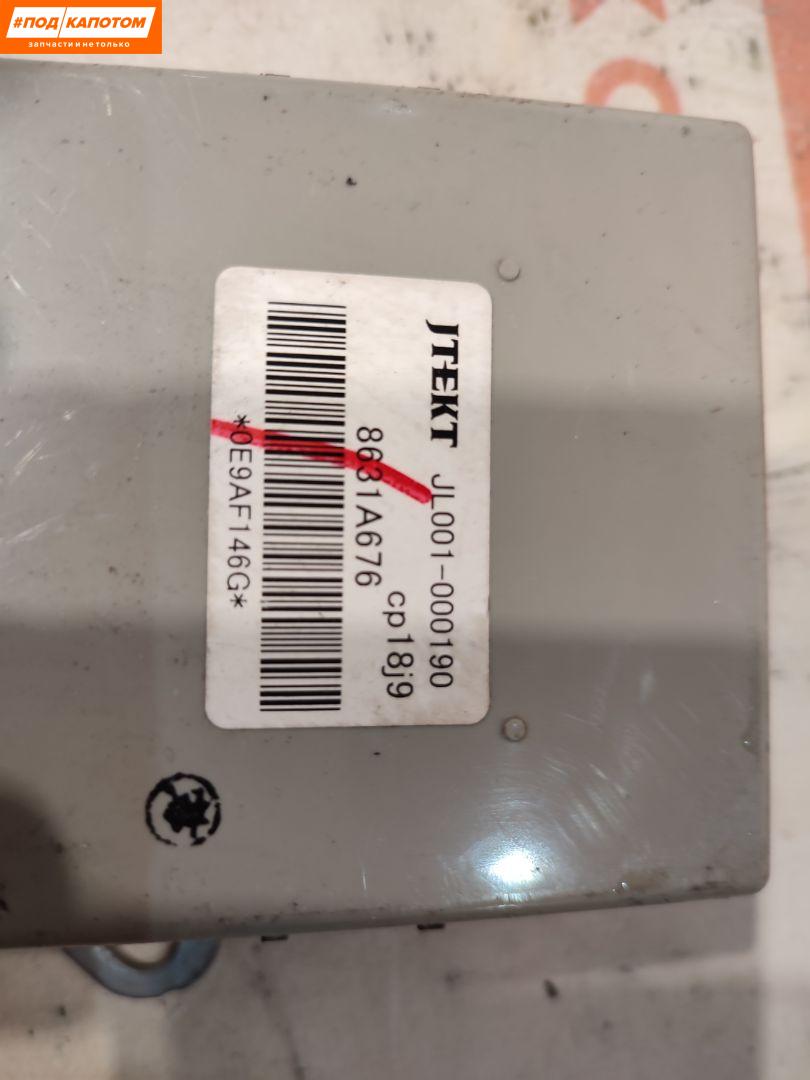 #ПОД КАПОТОМ
запчасти и не только
JTEKT JL001-000190
cp18j9
8631A676
*0E9AF146G*